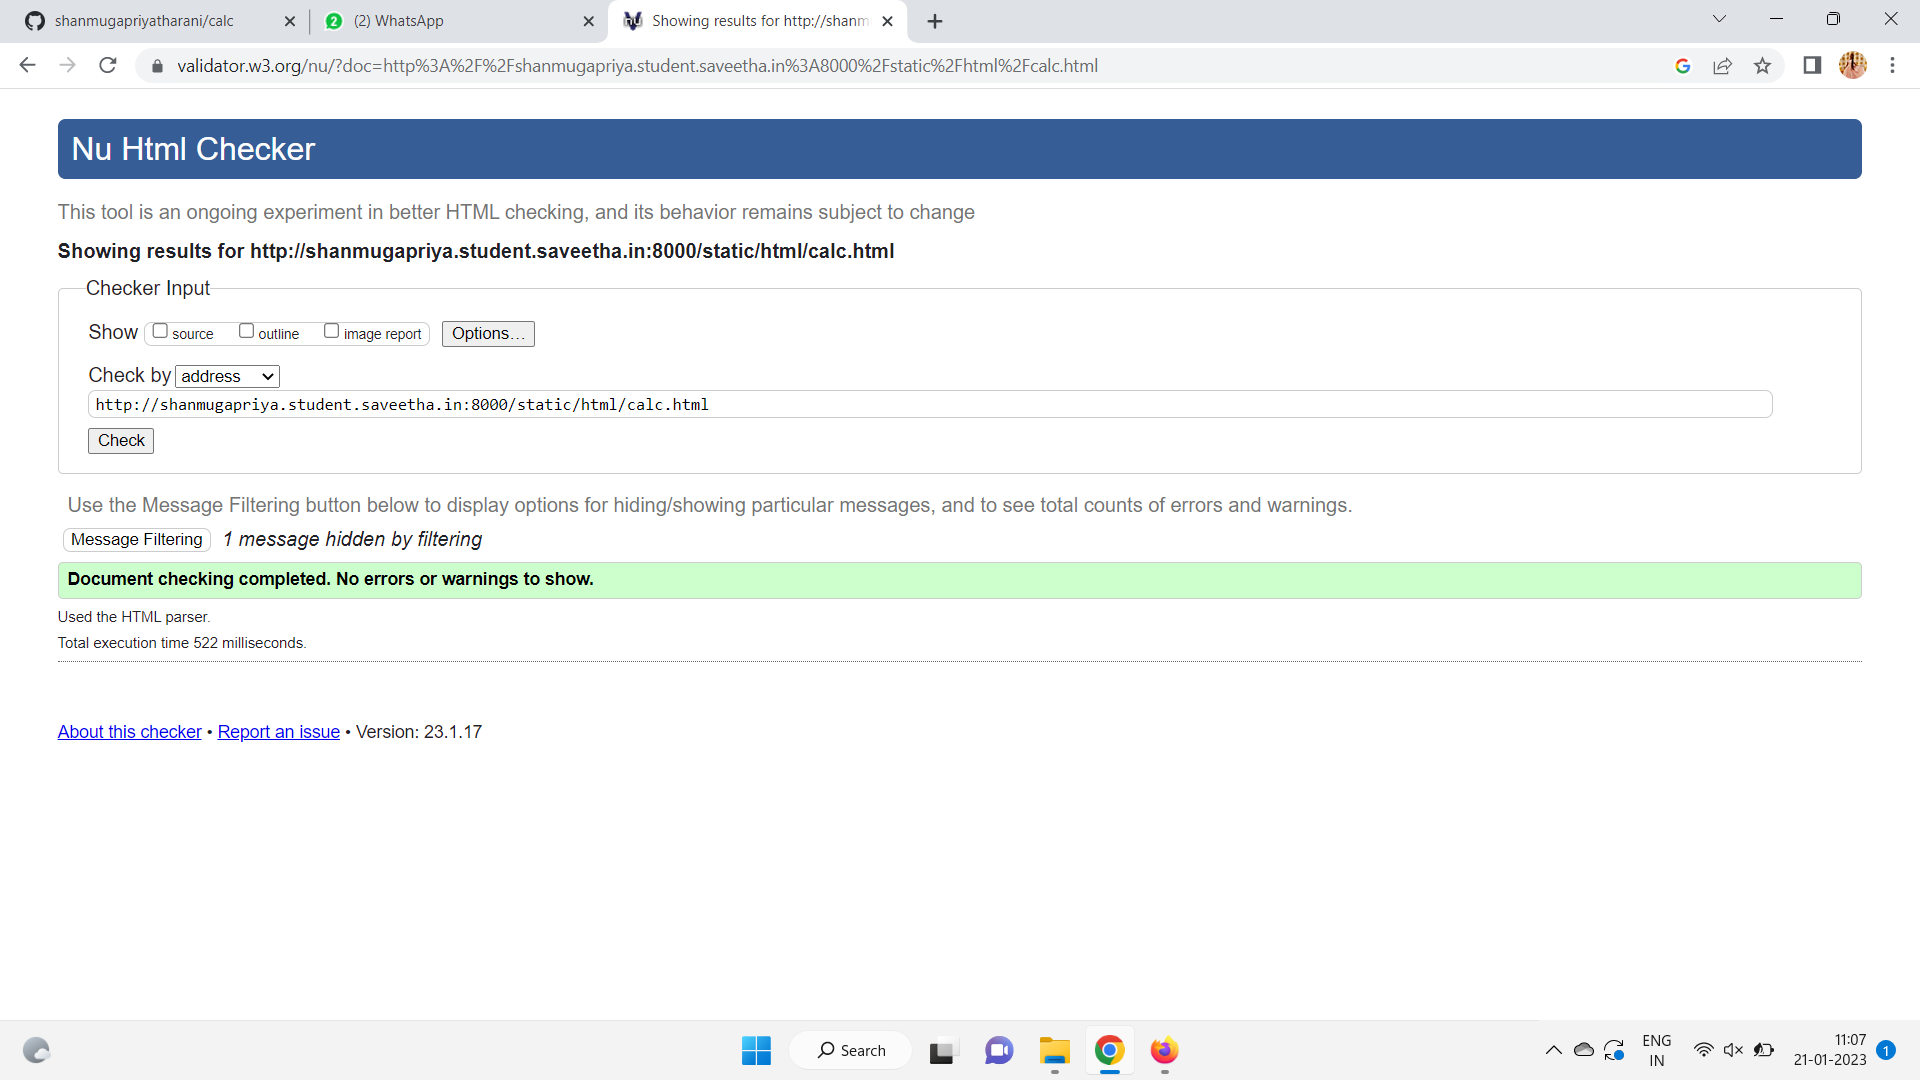 shanmugapriyatharani/calc
2 (2) WhatsApp
Showing results for http://shanm
validator.w3.org/nu/?doc=http%3A%2F%2Fshanmugapriya.student.saveetha.in%3A8000%2Fstatic%2Fhtml%2Fcalc.html
Nu Html Checker
This tool is an ongoing experiment in better HTML checking, and its behavior remains subject to change
Showing results for http://shanmugapriya.student.saveetha.in:8000/static/html/calc.html
Checker Input
Show source outline image report Options...
Check by address
http://shanmugapriya.student.saveetha.in:8000/static/html/calc.html
Check
Use the Message Filtering button below to display options for hiding/showing particular messages, and to see total counts of errors and warnings.
Message Filtering 1 message hidden by filtering
Document checking completed. No errors or warnings to show.
Used the HTML parser.
Total execution time 522 milliseconds.
About this checker • Report an issue • Version: 23.1.17
Search
ENG
IN
11:07
21-01-2023
1